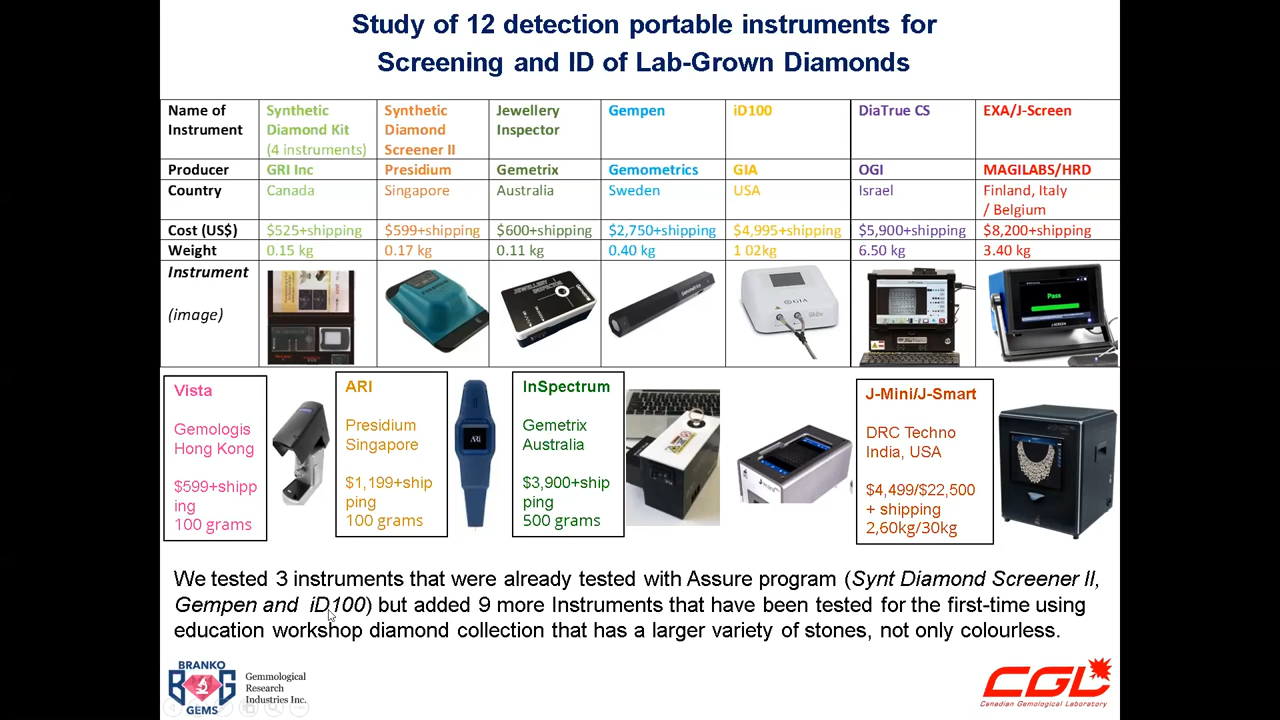 Study of 12 detection portable instruments for
Screening and ID of Lab-Grown Diamonds
Name of Instrument Synthetic Diamond Kit (4 instruments) Synthetic Diamond Screener II Jewellery Inspector Gempen iD100 DiaTrue CS EXA/J-Screen
Producer GRI Inc Presidium Gemetrix Gemometrics GIA OGI MAGILABS/HRD
Country Canada Singapore Australia Sweden USA Israel Finland, Italy / Belgium
Cost (US$) $525+shipping $599+shipping $600+shipping $2,750+shipping $4,995+shipping $5,900+shipping $8,200+shipping
Weight 0.15 kg 0.17 kg 0.11 kg 0.40 kg 1 02kg 6.50 kg 3.40 kg
Instrument
(image)
JEWELLERY
INSPECTOR
GIA
Pass
J-SCREEN
Vista
Gemologis
Hong Kong
$599+shipp
ing
100 grams
ARI
Presidium
Singapore
$1,199+ship
ping
100 grams
ARi
InSpectrum
Gemetrix
Australia
$3,900+ship
ping
500 grams
J-Mini/J-Smart
DRC Techno
India, USA
$4,499/$22,500
+ shipping
2,60kg/30kg
We tested 3 instruments that were already tested with Assure program (Synt Diamond Screener II,
Gempen and iD100) but added 9 more Instruments that have been tested for the first-time using
education workshop diamond collection that has a larger variety of stones, not only colourless.
BRANKO
GEMS
Gemmological
Research
Industries Inc.
CGL
Canadian Gemological Laboratory